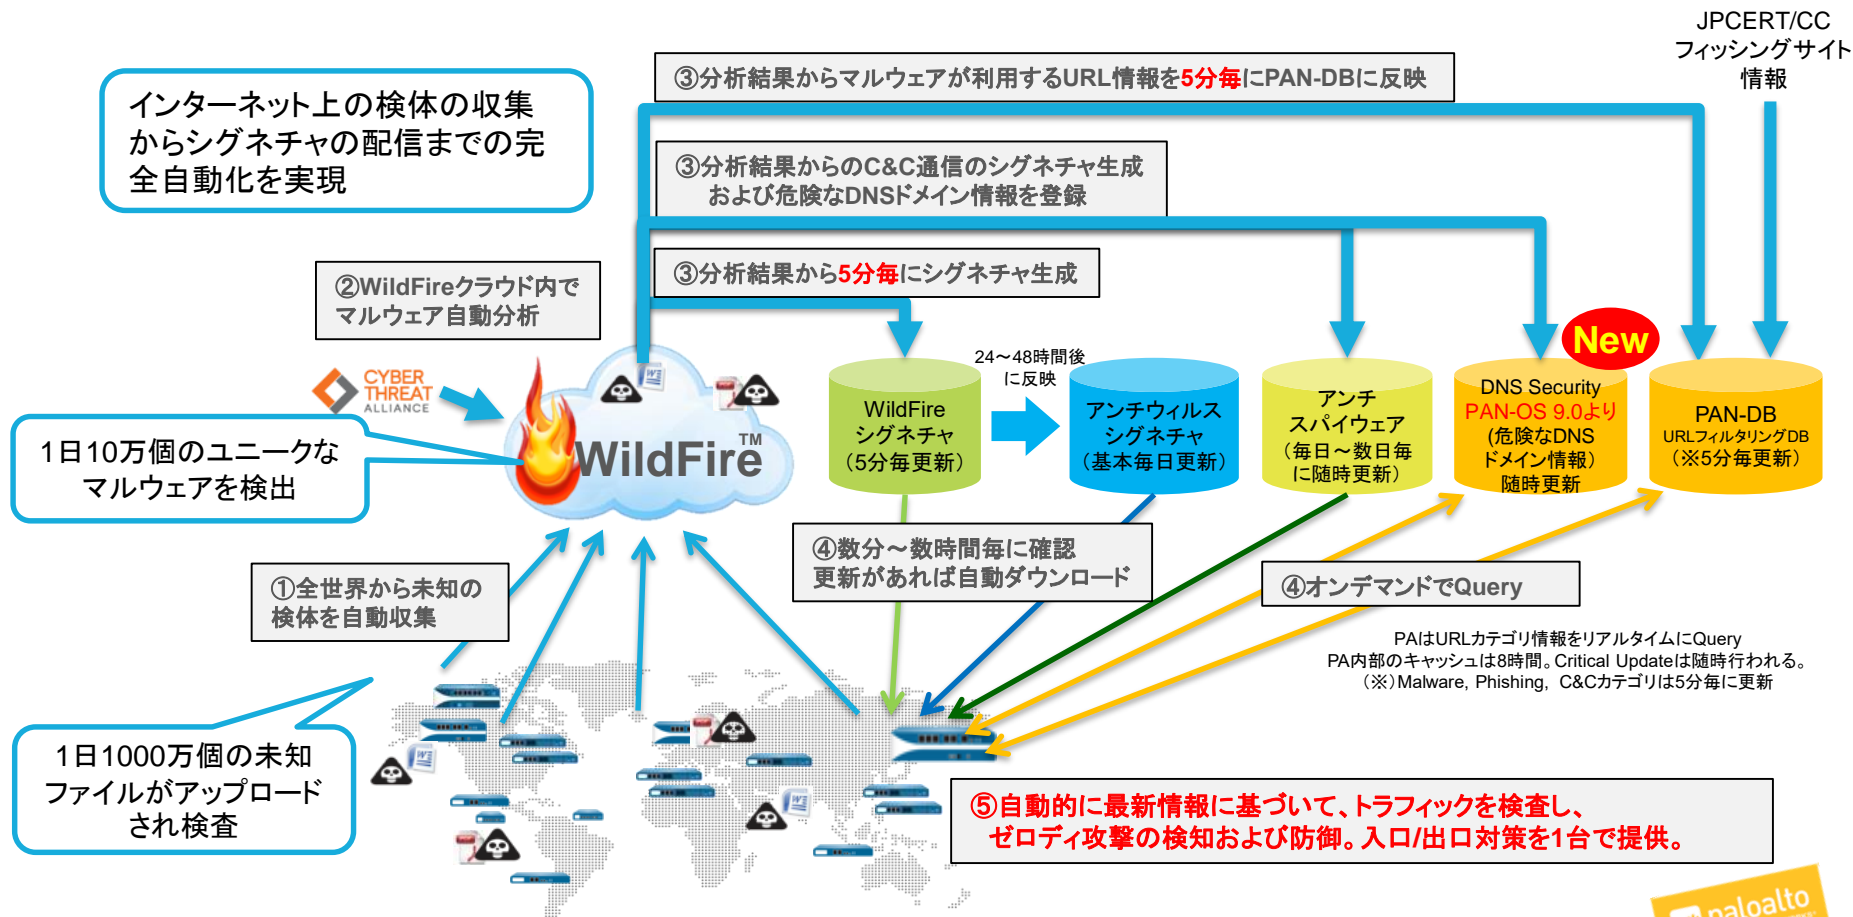 JPCERT/CC
フィッシングサイト
情報
③分析結果からマルウェアが利用するURL情報を5分毎にPAN-DBに反映
インターネット上の検体の収集
からシグネチャの配信までの完
全自動化を実現
③分析結果からのC&C通信のシグネチャ生成
および危険なDNSドメイン情報を登録
③分析結果から5分毎にシグネチャ生成
②WildFireクラウド内で
マルウェア自動分析
New
24～48時間後
に反映
CYBER
THREAT
ALLIANCE
WildFire™
WildFire
シグネチャ
（5分毎更新）
アンチウィルス
シグネチャ
（基本毎日更新）
アンチ
スパイウェア
（毎日～数日毎
に随時更新）
DNS Security
PAN-OS 9.0より
(危険なDNS
ドメイン情報）
随時更新
PAN-DB
URLフィルタリングDB
（※5分毎更新）
1日10万個のユニークな
マルウェアを検出
④数分～数時間毎に確認
更新があれば自動ダウンロード
①全世界から未知の
検体を自動収集
④オンデマンドでQuery
PAはURLカテゴリ情報をリアルタイムにQuery
PA内部のキャッシュは8時間。Critical Updateは随時行われる。
（※）Malware, Phishing, C&Cカテゴリは5分毎に更新
1日1000万個の未知
ファイルがアップロード
され検査
⑤自動的に最新情報に基づいて、トラフィックを検査し、
ゼロディ攻撃の検知および防御。入口/出口対策を1台で提供。
paloalto